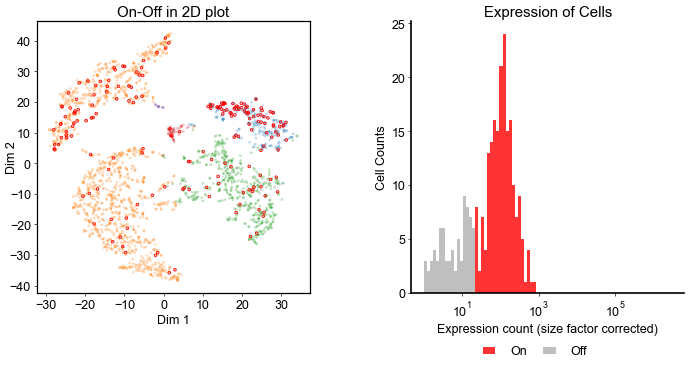 On-Off in 2D plot
40
30
20
10
0
−10
−20
−30
−40
Dim 2
−30 −20 −10 0 10 20 30
Dim 1
Expression of Cells
25
20
15
10
5
0
Cell Counts
10¹ 10³ 10⁵
Expression count (size factor corrected)
On Off